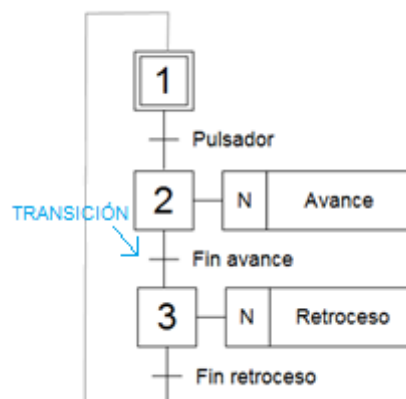 1
Pulsador
2 N Avance
TRANSICIÓN
Fin avance
3 N Retroceso
Fin retroceso